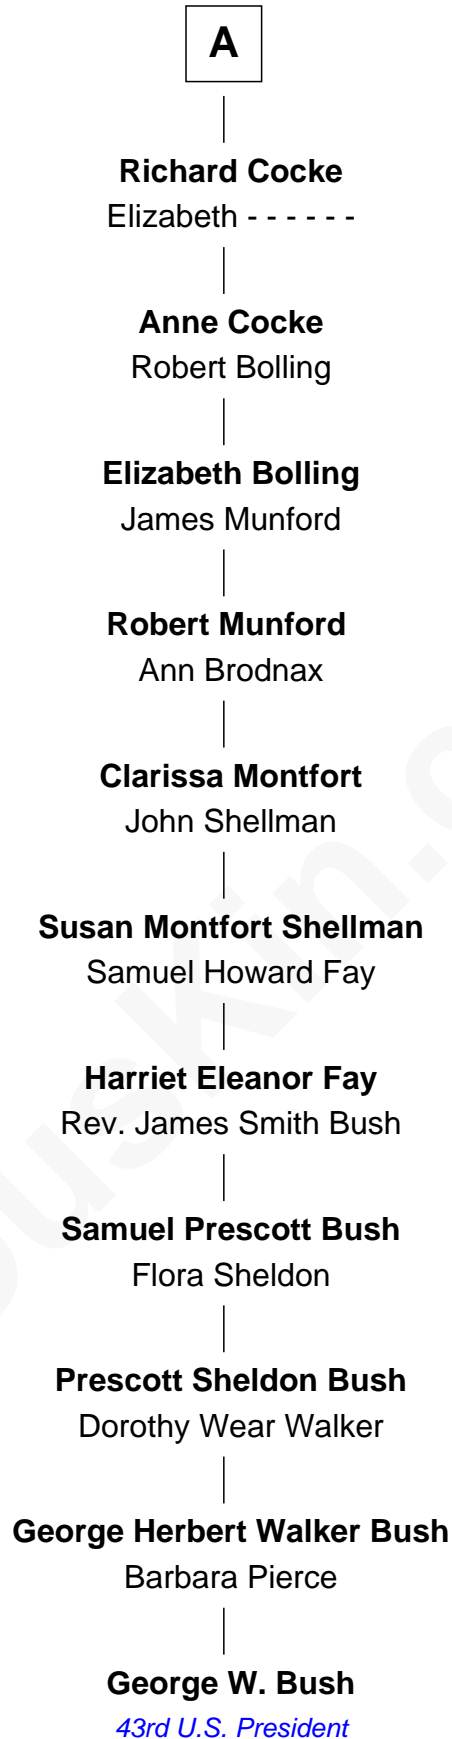 A
Richard Cocke
Elizabeth - - - - - -
Anne Cocke
Robert Bolling
Elizabeth Bolling
James Munford
Robert Munford
Ann Brodnax
Clarissa Montfort
John Shellman
Susan Montfort Shellman
Samuel Howard Fay
Harriet Eleanor Fay
Rev. James Smith Bush
Samuel Prescott Bush
Flora Sheldon
Prescott Sheldon Bush
Dorothy Wear Walker
George Herbert Walker Bush
Barbara Pierce
George W. Bush
43rd U.S. President